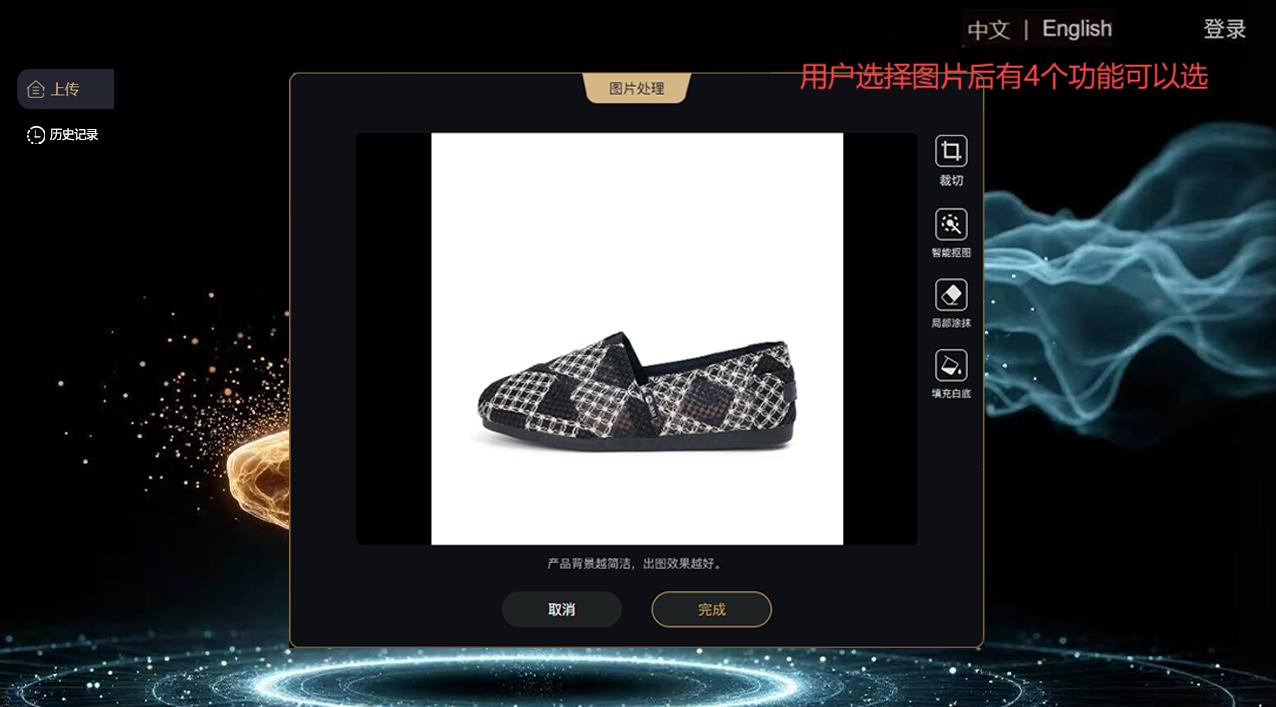 中文 | English
登录
用户选择图片后有4个功能可以选
上传
历史记录
图片处理
裁切
智能抠图
局部涂抹
填充白底
产品背景越简洁，出图效果越好。
取消
完成